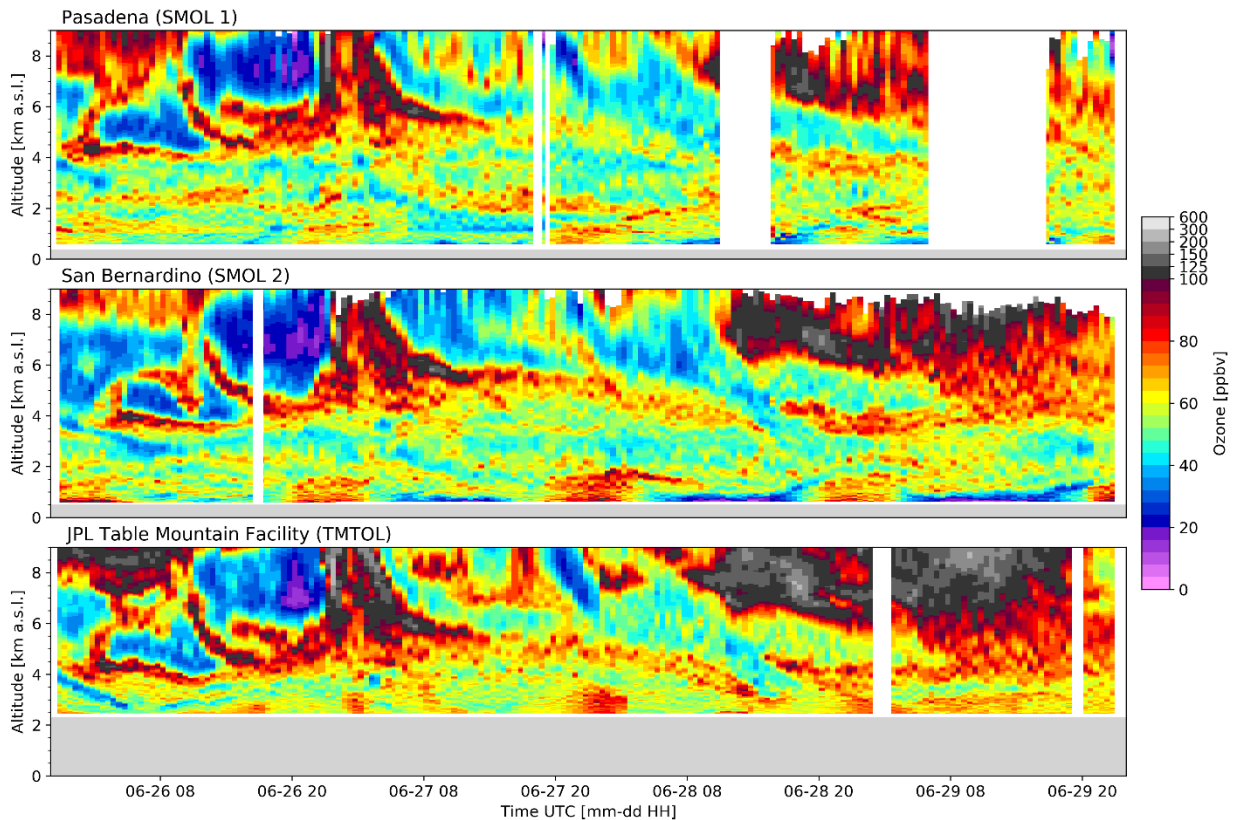 Pasadena (SMOL 1)
8
6
4
2
0
Altitude [km a.s.l.]
San Bernardino (SMOL 2)
8
6
4
2
0
Altitude [km a.s.l.]
JPL Table Mountain Facility (TMTOL)
8
6
4
2
0
Altitude [km a.s.l.]
06-26 08 06-26 20 06-27 08 06-27 20 06-28 08 06-28 20 06-29 08 06-29 20
Time UTC [mm-dd HH]
600
300
200
150
125
100
80
60
40
20
0
Ozone [ppbv]